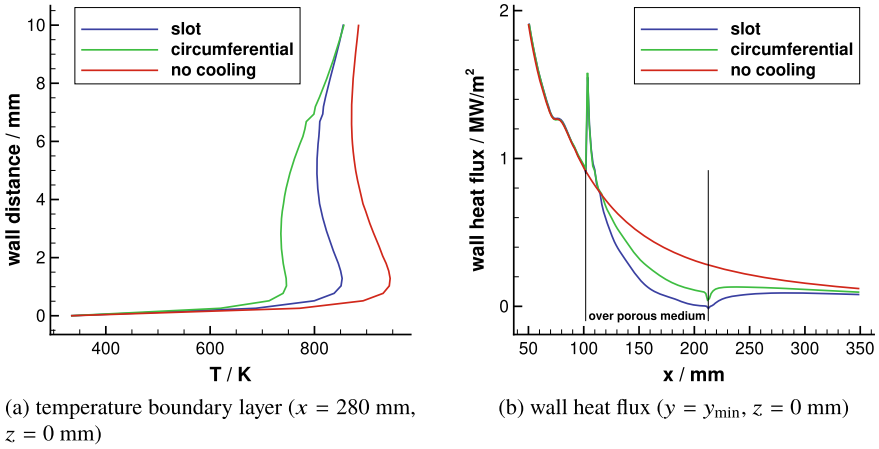 10
8
6
4
2
0
wall distance / mm
slot
circumferential
no cooling
400
600
800
T / K
2
1
0
wall heat flux / MW/m²
slot
circumferential
no cooling
over porous medium
50
100
150
200
250
300
350
x / mm
(a) temperature boundary layer (x = 280 mm,
z = 0 mm)
(b) wall heat flux (y = ymin, z = 0 mm)